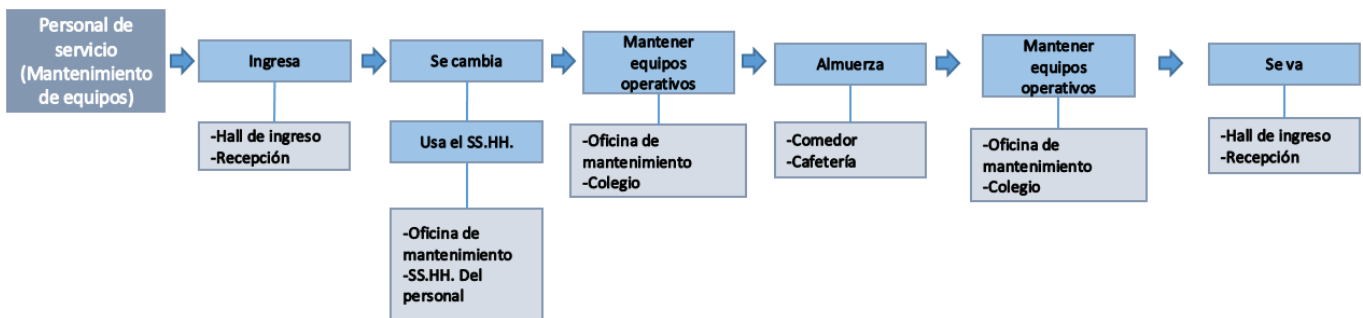 Personal de
servicio
(Mantenimiento
de equipos)
Ingresa
-Hall de ingreso
-Recepción
Se cambia
Usa el SS.HH.
-Oficina de
mantenimiento
-SS.HH. Del
personal
Mantener
equipos
operativos
-Oficina de
mantenimiento
-Colegio
Almuerza
-Comedor
-Cafetería
Mantener
equipos
operativos
-Oficina de
mantenimiento
-Colegio
Se va
-Hall de ingreso
-Recepción